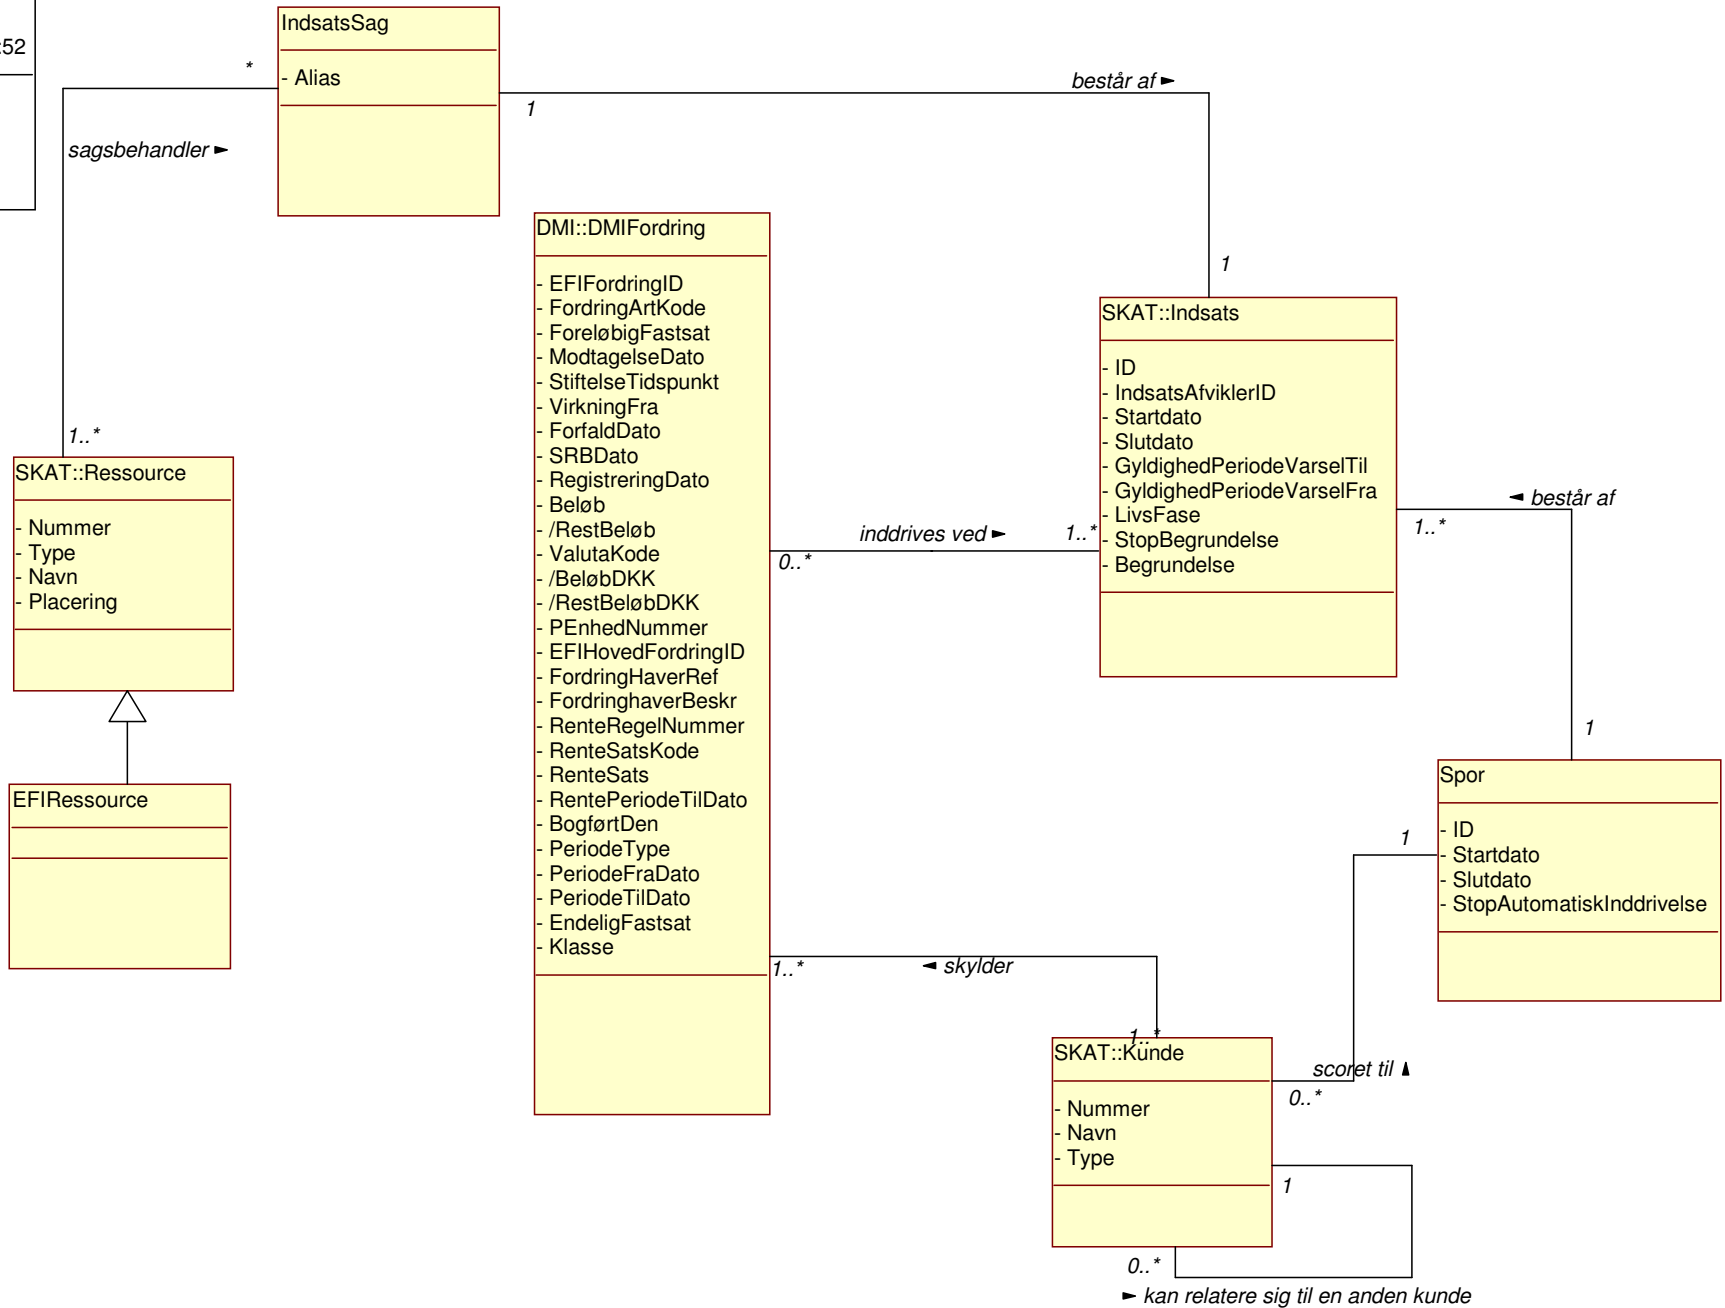 :52
IndsatsSag
- Alias
*
1
består af ►
sagsbehandler ►
1..*
1
DMI::DMIFordring
- EFIFordringID
- FordringArtKode
- ForeløbigFastsat
- ModtagelseDato
- StiftelseTidspunkt
- VirkningFra
- ForfaldDato
- SRBDato
- RegistreringDato
- Beløb
- /RestBeløb
- ValutaKode
- /BeløbDKK
- /RestBeløbDKK
- PEnhedNummer
- EFIHovedFordringID
- FordringHaverRef
- FordringhaverBeskr
- RenteRegelNummer
- RenteSatsKode
- RenteSats
- RentePeriodeTilDato
- BogførtDen
- PeriodeType
- PeriodeFraDato
- PeriodeTilDato
- EndeligFastsat
- Klasse
SKAT::Indsats
- ID
- IndsatsAfviklerID
- Startdato
- Slutdato
- GyldighedPeriodeVarselTil
- GyldighedPeriodeVarselFra
- LivsFase
- StopBegrundelse
- Begrundelse
SKAT::Ressource
- Nummer
- Type
- Navn
- Placering
EFIRessource
inddrives ved ►
0..*
1..*
◄ består af
1..*
1
Spor
- ID
- Startdato
- Slutdato
- StopAutomatiskInddrivelse
1
◄ skylder
1..*
1..*
SKAT::Kunde
- Nummer
- Navn
- Type
scoret til ▲
0..*
1
0..*
► kan relatere sig til en anden kunde